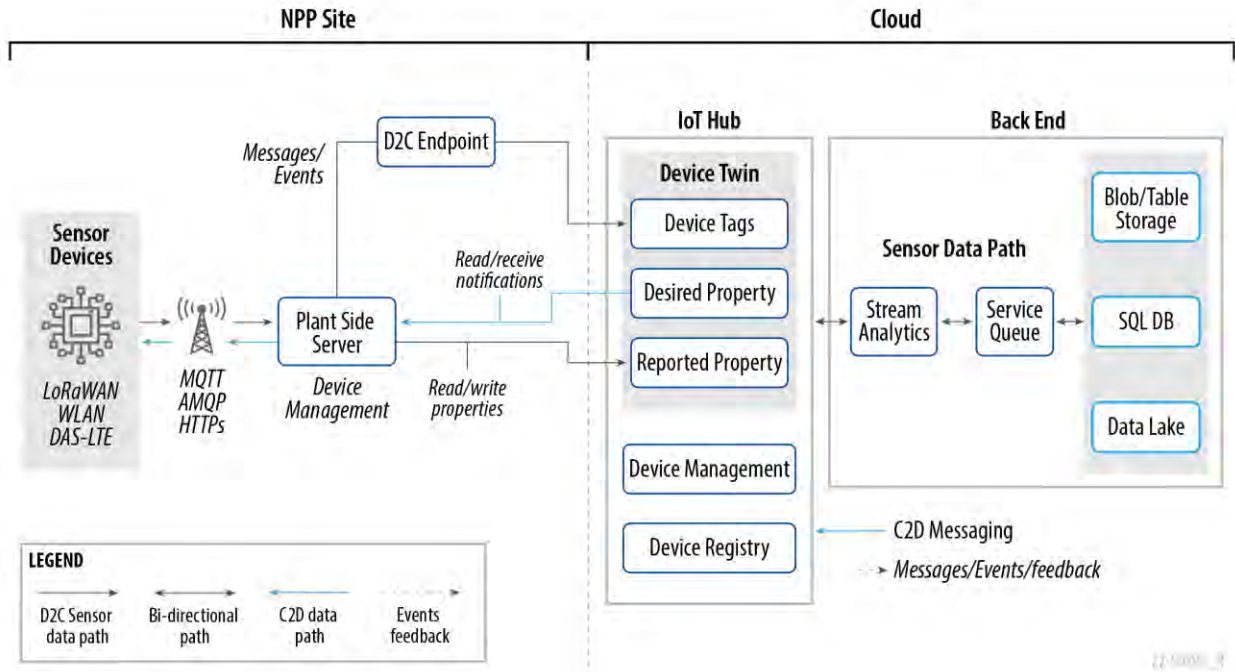 NPP Site
Cloud
IoT Hub
Back End
D2C Endpoint
Messages/
Events
Device Twin
Device Tags
Desired Property
Reported Property
Device Management
Device Registry
Sensor
Devices
LoRaWAN
WLAN
DAS-LTE
MQTT
AMQP
HTTPs
Plant Side
Server
Device
Management
Read/receive
notifications
Read/write
properties
Sensor Data Path
Stream
Analytics
Service
Queue
Blob/Table
Storage
SQL DB
Data Lake
C2D Messaging
Messages/Events/feedback
LEGEND
D2C Sensor
data path
Bi-directional
path
C2D data
path
Events
feedback